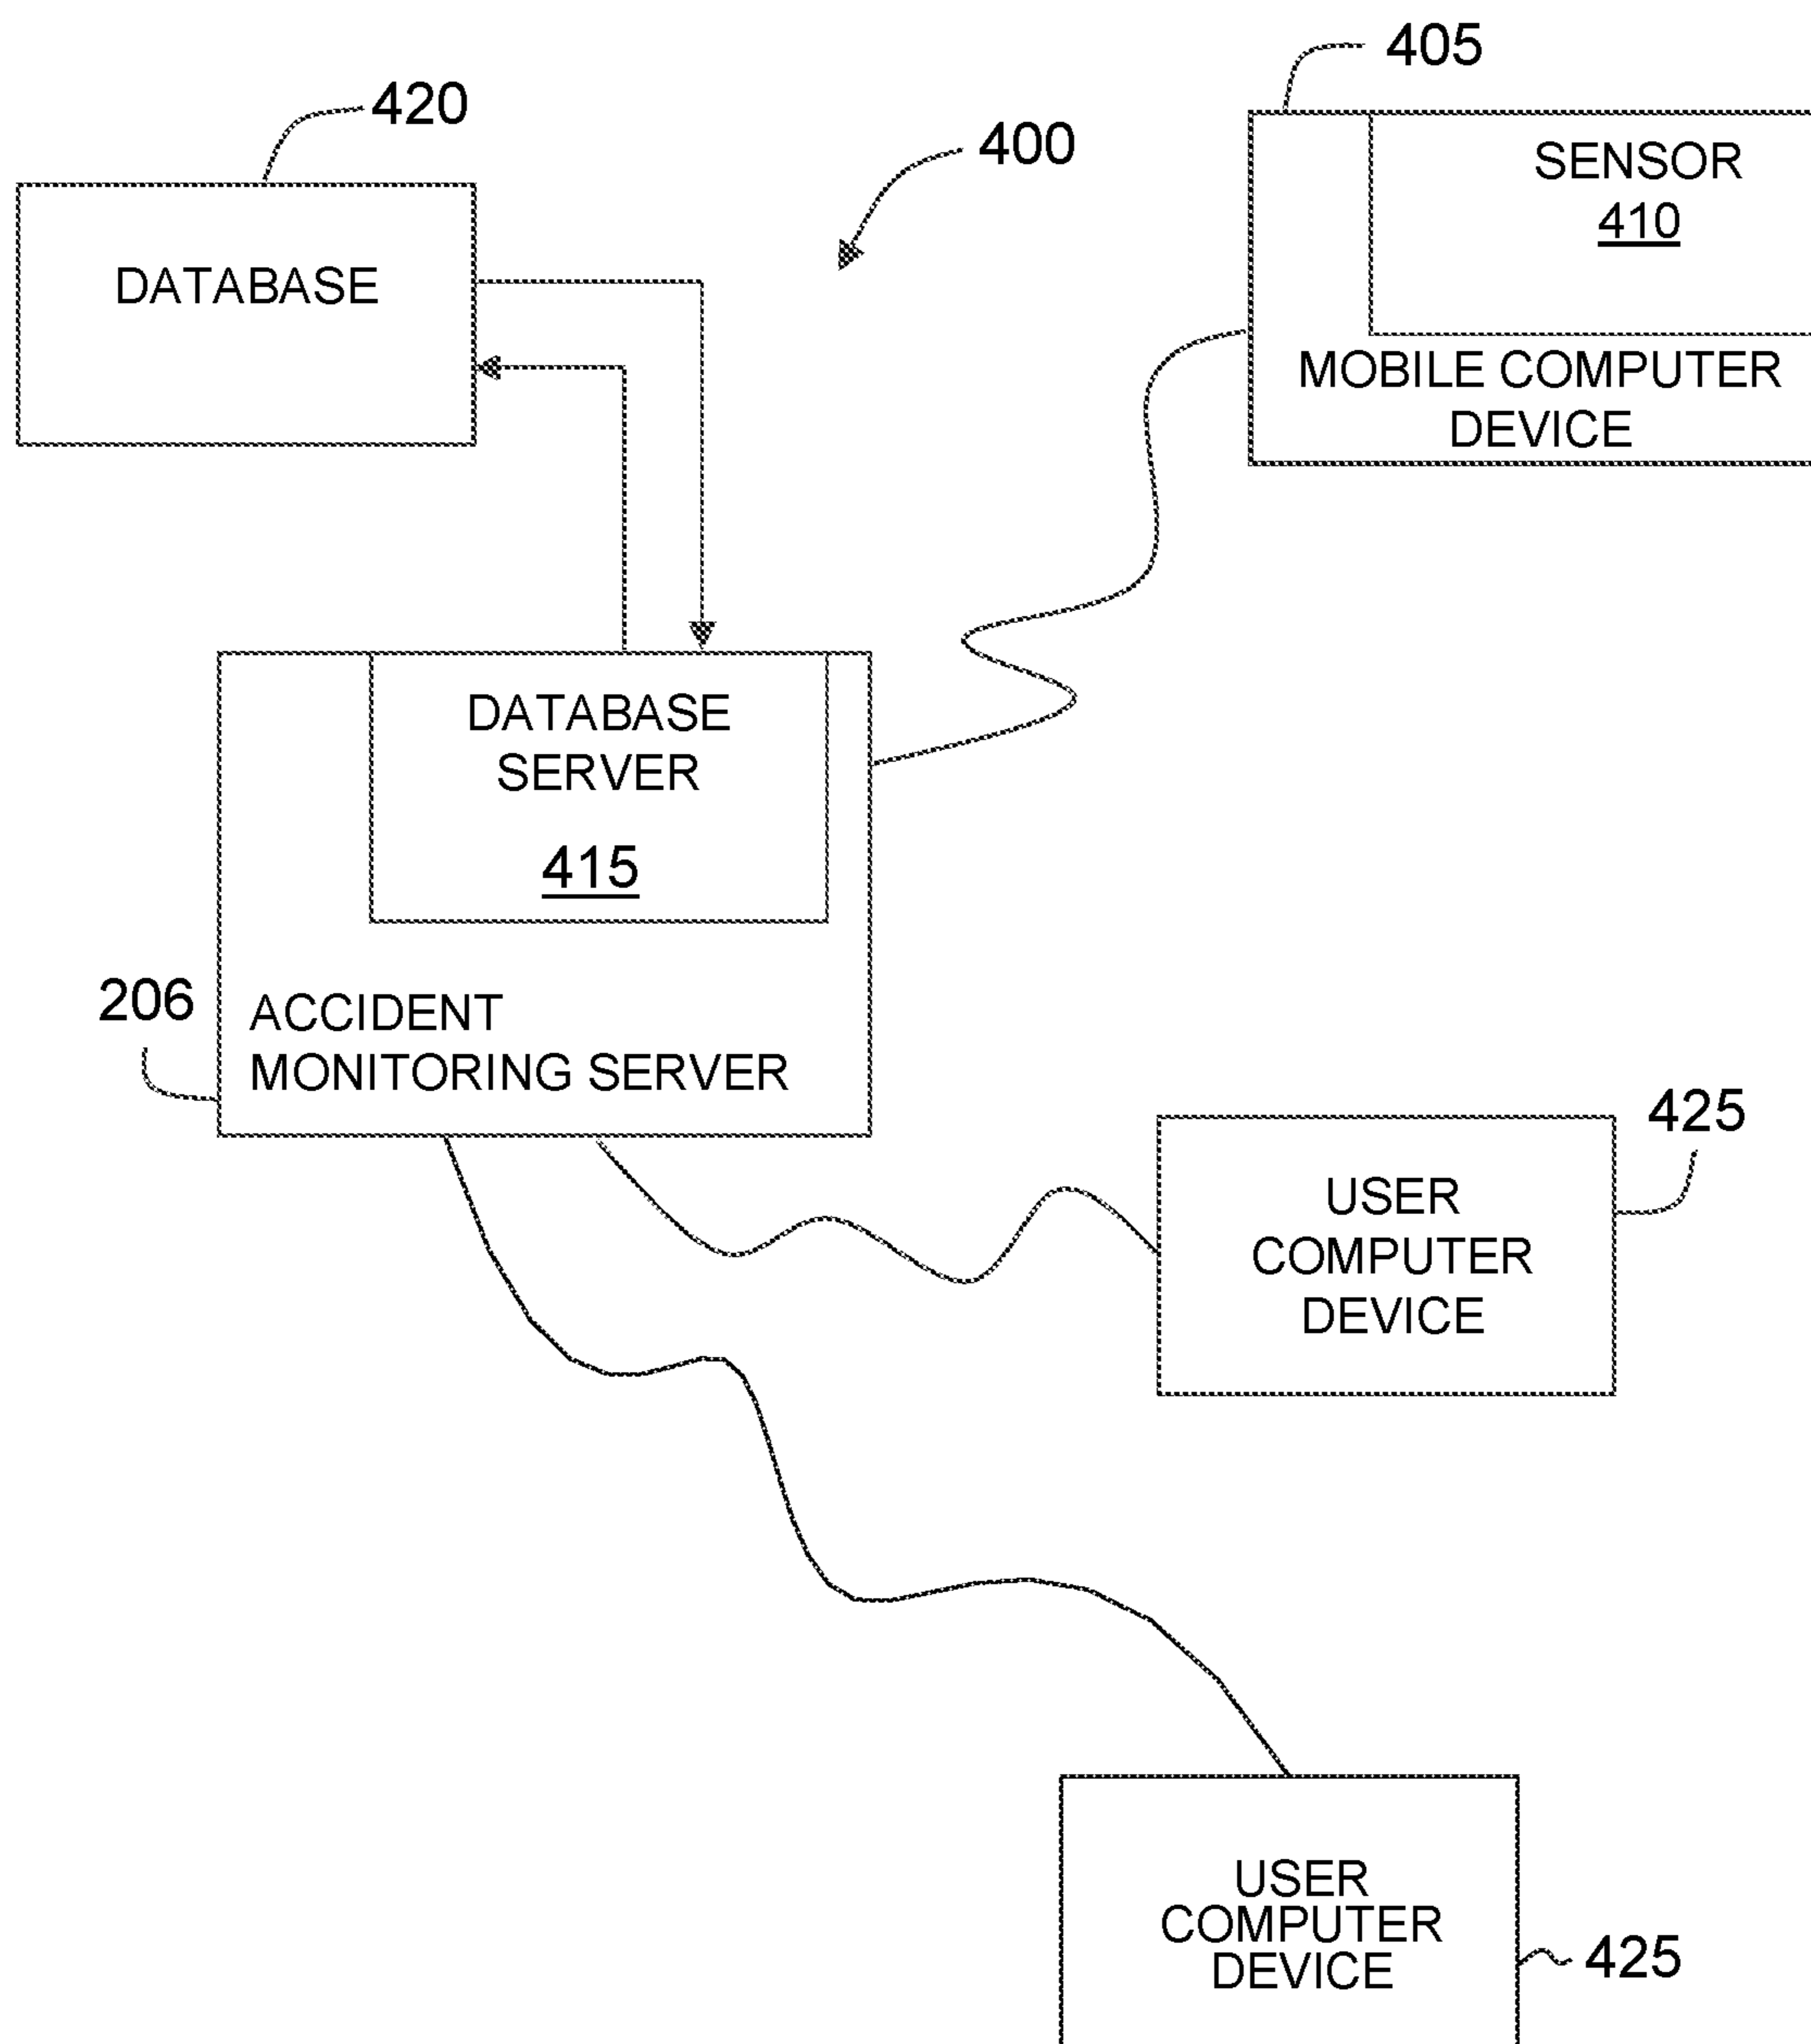 405
420
400
SENSOR
410
DATABASE
MOBILE COMPUTER
DEVICE
DATABASE
SERVER
415
206
ACCIDENT
MONITORING SERVER
425
USER
COMPUTER
DEVICE
USER
COMPUTER
DEVICE
425